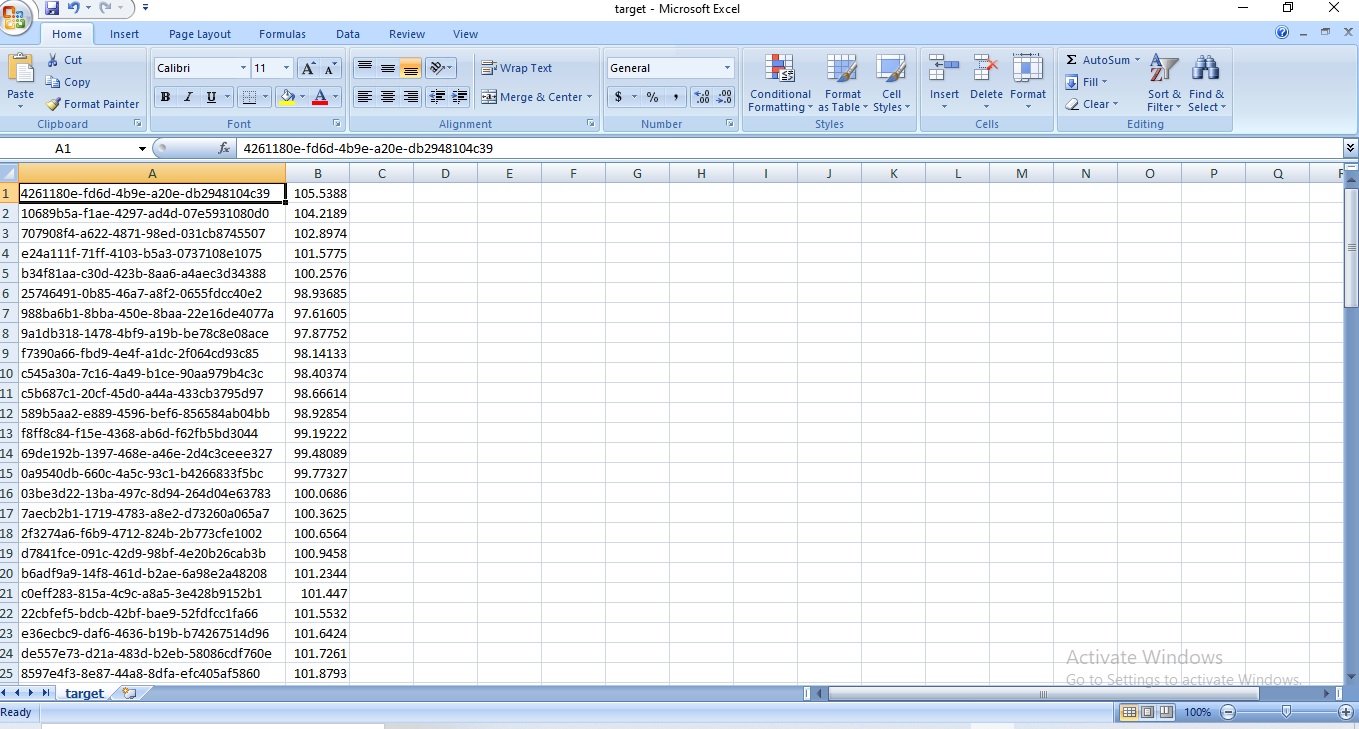 target - Microsoft Excel
Home Insert Page Layout Formulas Data Review View
Cut
Copy
Format Painter
Paste
Clipboard
Calibri 11
B I U
Font
Wrap Text
Merge & Center
Alignment
General
$ % ,
Number
Conditional Formatting
Format as Table
Cell Styles
Styles
Insert Delete Format
Cells
AutoSum
Fill
Clear
Sort & Filter
Find & Select
Editing
A1 fx 4261180e-fd6d-4b9e-a20e-db2948104c39
A B C D E F G H I J K L M N O P Q
1 4261180e-fd6d-4b9e-a20e-db2948104c39 105.5388
2 10689b5a-f1ae-4297-ad4d-07e5931080d0 104.2189
3 707908f4-a622-4871-98ed-031cb8745507 102.8974
4 e24a111f-71ff-4103-b5a3-0737108e1075 101.5775
5 b34f81aa-c30d-423b-8aa6-a4aec3d34388 100.2576
6 25746491-0b85-46a7-a8f2-0655fdcc40e2 98.93685
7 988ba6b1-8bba-450e-8baa-22e16de4077a 97.61605
8 9a1db318-1478-4bf9-a19b-be78c8e08ace 97.87752
9 f7390a66-fbd9-4e4f-a1dc-2f064cd93c85 98.14133
10 c545a30a-7c16-4a49-b1ce-90aa979b4c3c 98.40374
11 c5b687c1-20cf-45d0-a44a-433cb3795d97 98.66614
12 589b5aa2-e889-4596-bef6-856584ab04bb 98.92854
13 f8ff8c84-f15e-4368-ab6d-f62fb5bd3044 99.19222
14 69de192b-1397-468e-a46e-2d4c3ceee327 99.48089
15 0a9540db-660c-4a5c-93c1-b4266833f5bc 99.77327
16 03be3d22-13ba-497c-8d94-264d04e63783 100.0686
17 7aecb2b1-1719-4783-a8e2-d73260a065a7 100.3625
18 2f3274a6-f6b9-4712-824b-2b773cfe1002 100.6564
19 d7841fce-091c-42d9-98bf-4e20b26cab3b 100.9458
20 b6adf9a9-14f8-461d-b2ae-6a98e2a48208 101.2344
21 c0eff283-815a-4c9c-a8a5-3e428b9152b1 101.447
22 22cbfef5-bdcb-42bf-bae9-52fdfcc1fa66 101.5532
23 e36ecbc9-daf6-4636-b19b-b74267514d96 101.6424
24 de557e73-d21a-483d-b2eb-58086cdf760e 101.7261
25 8597e4f3-8e87-44a8-8dfa-efc405af5860 101.8793
Activate Windows
Go to Settings to activate Windows.
target
Ready 100%